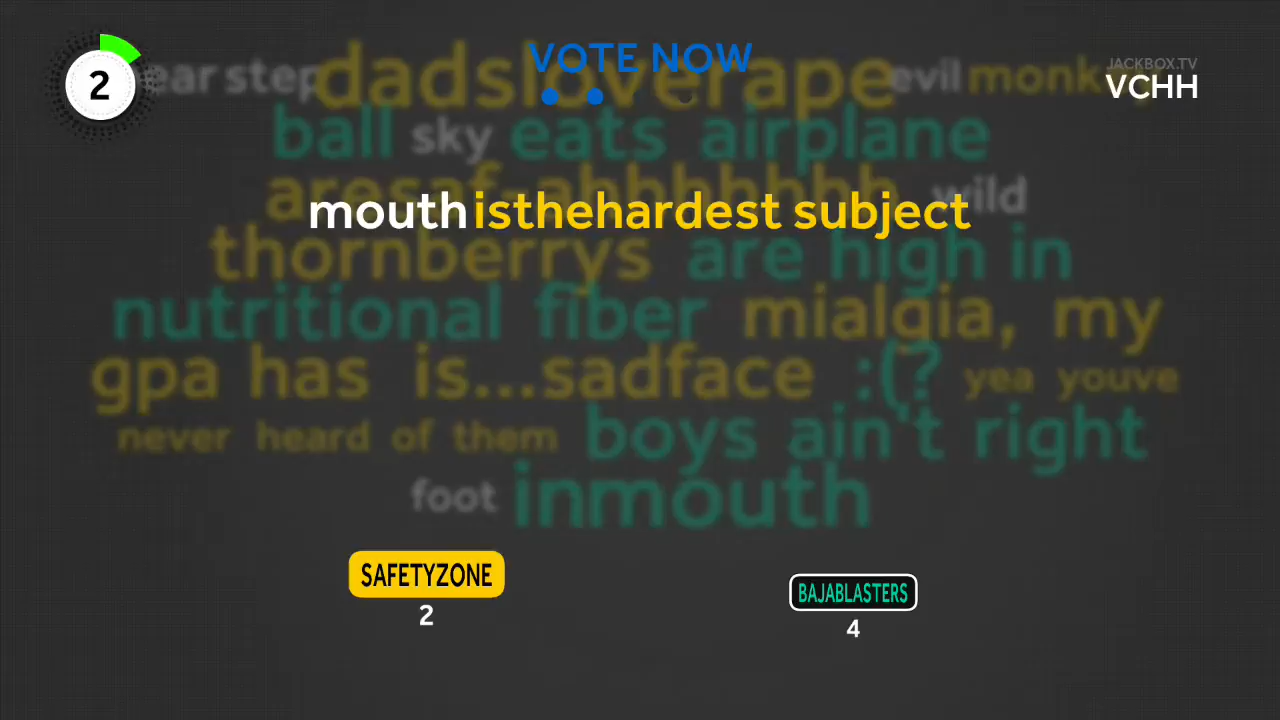 2
VOTE NOW
JACKBOX.TV
VCHH
ear step dadsloverape evil monk
ball sky eats airplane
aresaf-ahhhhhhh wild
mouth isthehardest subject
thornberrys are high in
nutritional fiber mialgia, my
gpa has is...sadface :(? yea youve
never heard of them boys ain't right
foot inmouth
SAFETYZONE
2
BAJABLASTERS
4